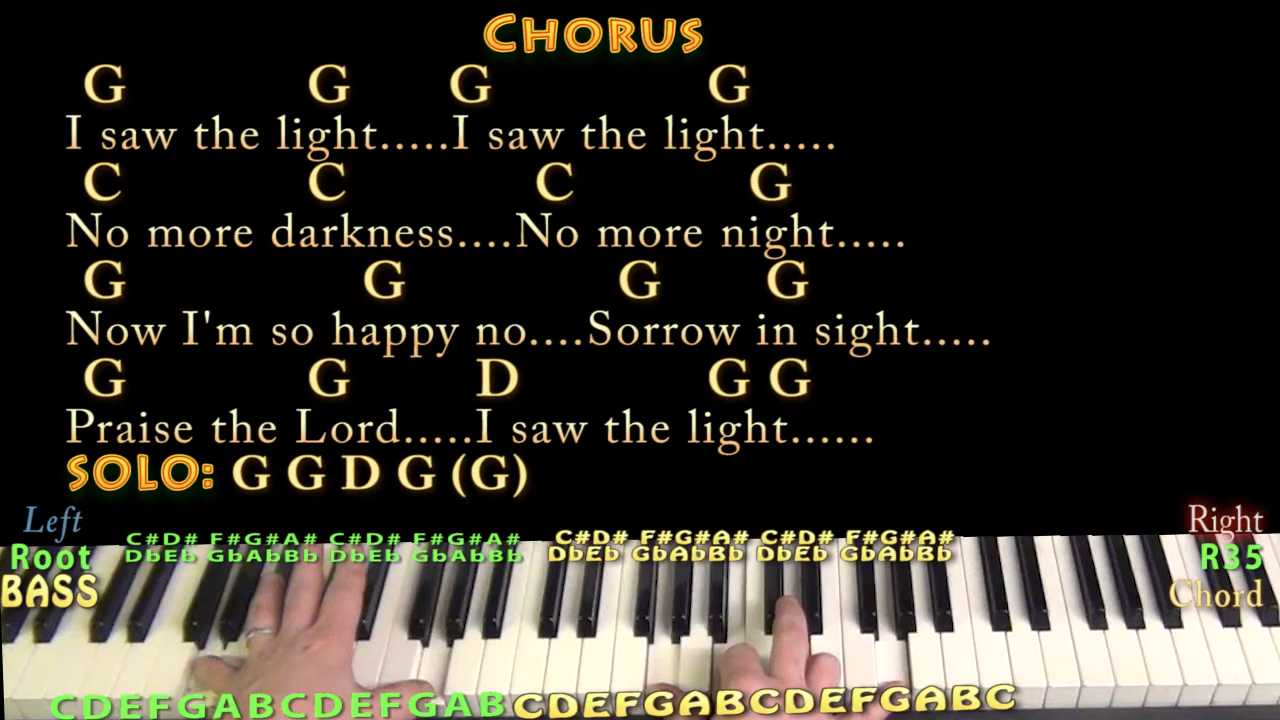 CHORUS
G G G G
I saw the light.....I saw the light.....
C C C G
No more darkness....No more night.....
G G G G
Now I'm so happy no....Sorrow in sight.....
G G D G G
Praise the Lord.....I saw the light......
SOLO: G G D G (G)
Left
Root
BASS
C#D# F#G#A# C#D# F#G#A# C#D# F#G#A# C#D# F#G#A#
DbEb GbAbBb DbEb GbAbBb DbEb GbAbBb DbEb GbAbBb
Right
R35
Chord
CDEFGABCDEFGAB CDEFGABCDEFGABC